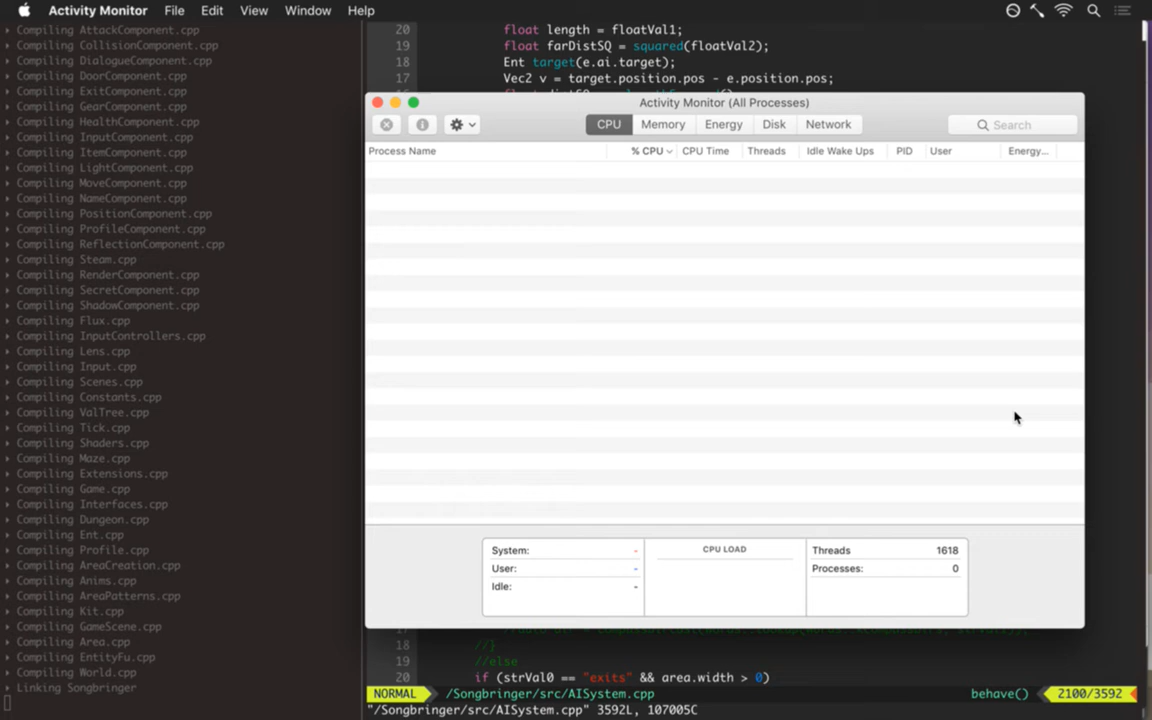 Activity Monitor File Edit View Window Help
Compiling AttackComponent.cpp
Compiling CollisionComponent.cpp
Compiling DialogueComponent.cpp
Compiling DoorComponent.cpp
Compiling ExitComponent.cpp
Compiling GearComponent.cpp
Compiling HealthComponent.cpp
Compiling InputComponent.cpp
Compiling ItemComponent.cpp
Compiling LightComponent.cpp
Compiling MoveComponent.cpp
Compiling NameComponent.cpp
Compiling PositionComponent.cpp
Compiling ProfileComponent.cpp
Compiling ReflectionComponent.cpp
Compiling Steam.cpp
Compiling RenderComponent.cpp
Compiling SecretComponent.cpp
Compiling ShadowComponent.cpp
Compiling Flux.cpp
Compiling InputControllers.cpp
Compiling Lens.cpp
Compiling Input.cpp
Compiling Scenes.cpp
Compiling Constants.cpp
Compiling ValTree.cpp
Compiling Tick.cpp
Compiling Shaders.cpp
Compiling Maze.cpp
Compiling Extensions.cpp
Compiling Game.cpp
Compiling Interfaces.cpp
Compiling Dungeon.cpp
Compiling Ent.cpp
Compiling Profile.cpp
Compiling AreaCreation.cpp
Compiling Anims.cpp
Compiling AreaPatterns.cpp
Compiling Kit.cpp
Compiling GameScene.cpp
Compiling Area.cpp
Compiling EntityFu.cpp
Compiling World.cpp
Linking Songbringer
20 float length = floatVal1;
19 float farDistSQ = squared(floatVal2);
18 Ent target(e.ai.target);
17 Vec2 v = target.position.pos - e.position.pos;
Activity Monitor (All Processes)
CPU Memory Energy Disk Network
Search
Process Name % CPU CPU Time Threads Idle Wake Ups PID User Energy...
System: -
User: -
Idle: -
CPU LOAD
Threads 1618
Processes: 0
18 //}
19 //else
20 if (strVal0 == "exits" && area.width > 0)
NORMAL /Songbringer/src/AISystem.cpp behave() 2100/3592
"/Songbringer/src/AISystem.cpp" 3592L, 107005C